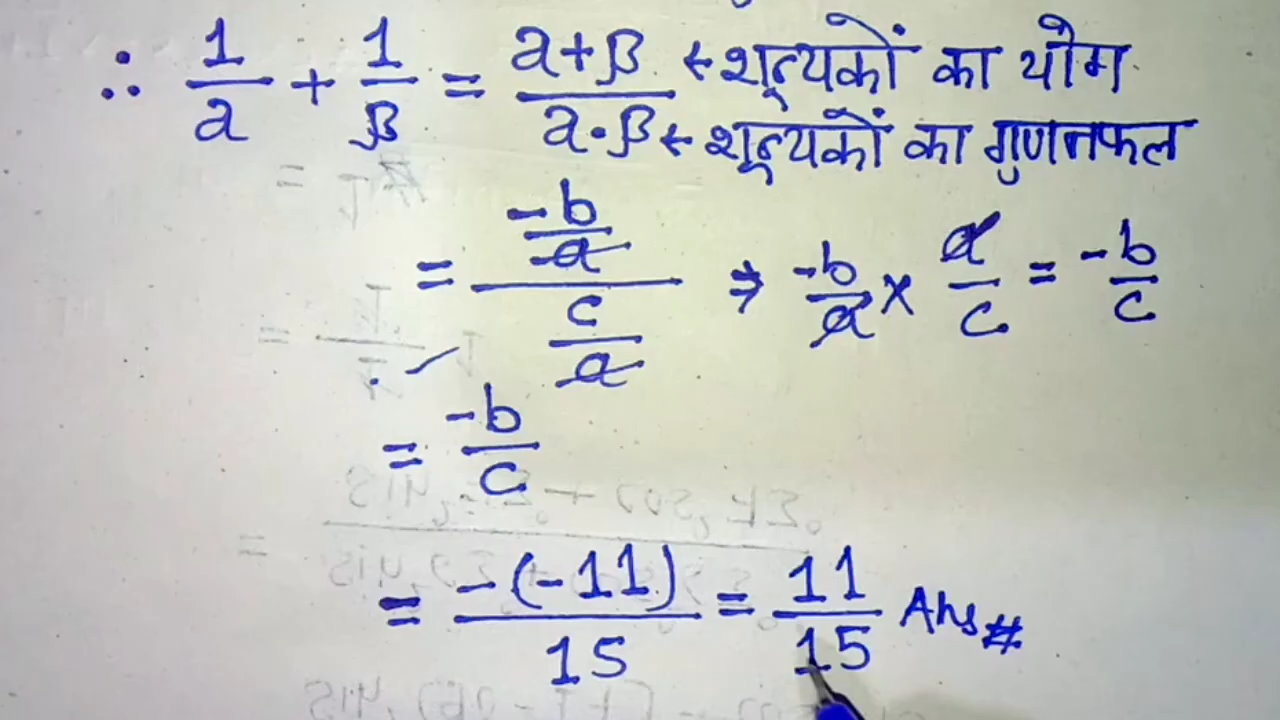 ∴ 1/α + 1/β = α+β/α·β ← शून्यकों का योग
← शून्यकों का गुणनफल
= (-b/a)/(c/a) ⇒ -b/a × a/c = -b/c
= -b/c
= -(-11)/15 = 11/15 Ans #